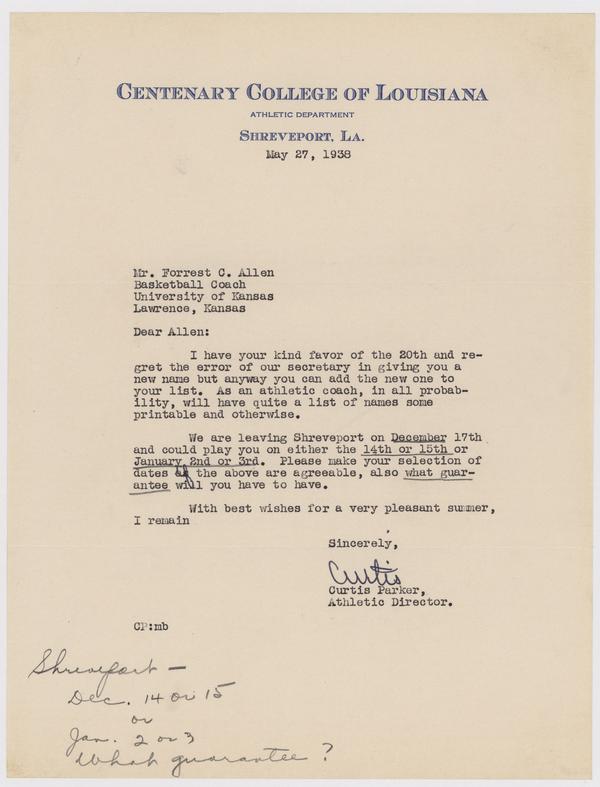 CENTENARY COLLEGE OF LOUISIANA
ATHLETIC DEPARTMENT
SHREVEPORT, LA.
May 27, 1938
Mr. Forrest C. Allen
Basketball Coach
University of Kansas
Lawrence, Kansas
Dear Allen:
I have your kind favor of the 20th and re-
gret the error of our secretary in giving you a
new name but anyway you can add the new one to
your list. As an athletic coach, in all probab-
ility, will have quite a list of names some
printable and otherwise.
We are leaving Shreveport on December 17th
and could play you on either the 14th or 15th or
January 2nd or 3rd. Please make your selection of
dates if the above are agreeable, also what guar-
antee will you have to have.
With best wishes for a very pleasant summer,
I remain
Sincerely,
Curtis
Curtis Parker,
Athletic Director.
CP:mb
Shreveport —
Dec. 14 or 15
or
Jan. 2 or 3
What guarantee?